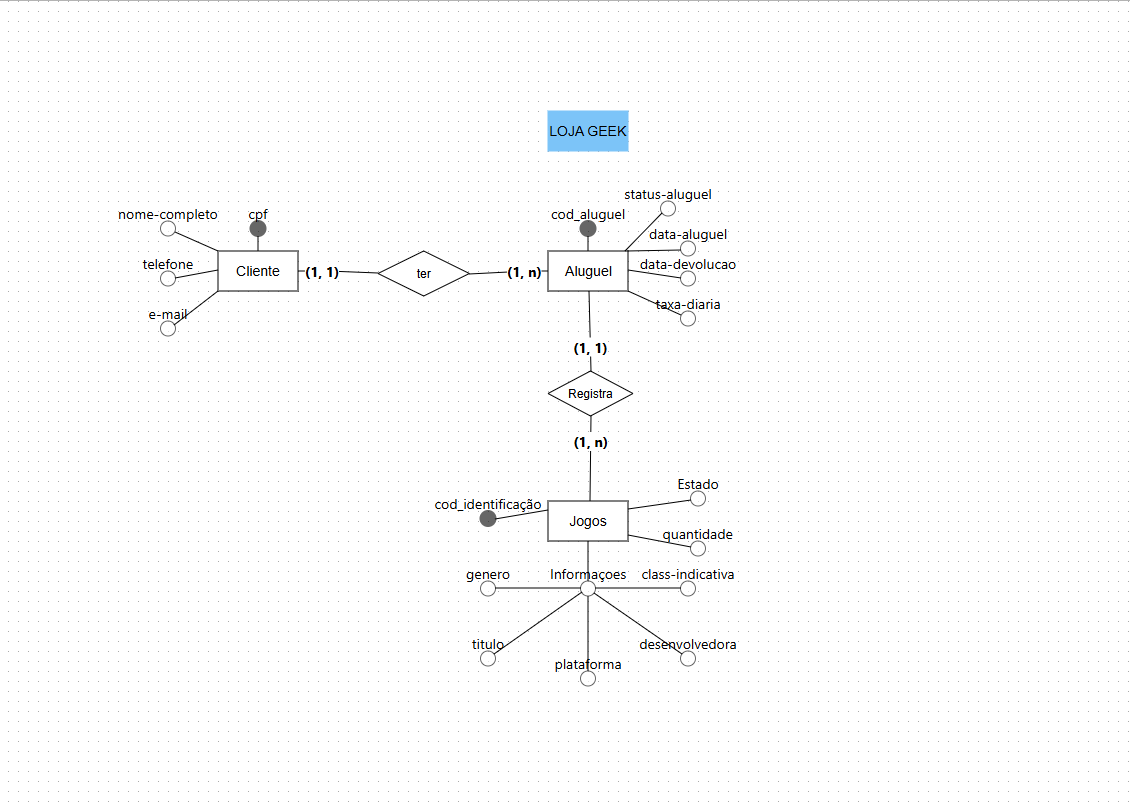 LOJA GEEK
status-aluguel
nome-completo
cpf
cod_aluguel
data-aluguel
telefone
Cliente
(1, 1)
ter
(1, n)
Aluguel
data-devolucao
e-mail
taxa-diaria
(1, 1)
Registra
(1, n)
Estado
cod_identificação
Jogos
quantidade
genero
Informaçoes
class-indicativa
titulo
desenvolvedora
plataforma